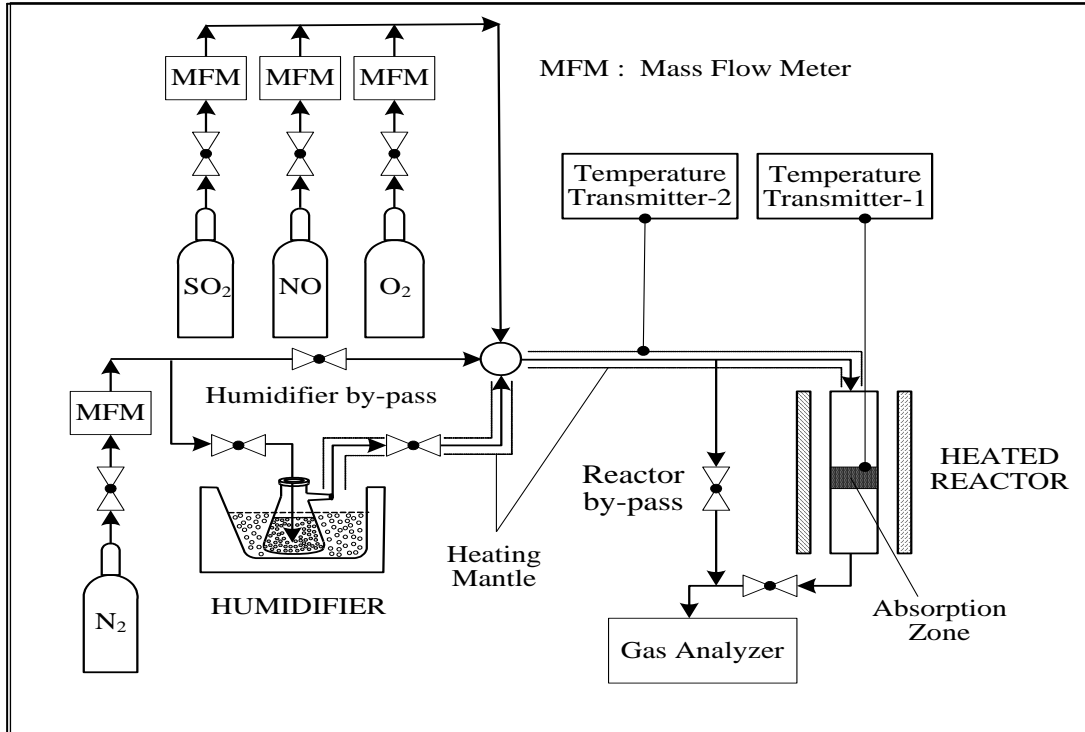 MFM
MFM
MFM
MFM : Mass Flow Meter
Temperature
Transmitter-2
Temperature
Transmitter-1
SO₂
NO
O₂
MFM
Humidifier by-pass
Reactor
by-pass
HEATED
REACTOR
Heating
Mantle
HUMIDIFIER
N₂
Absorption
Zone
Gas Analyzer